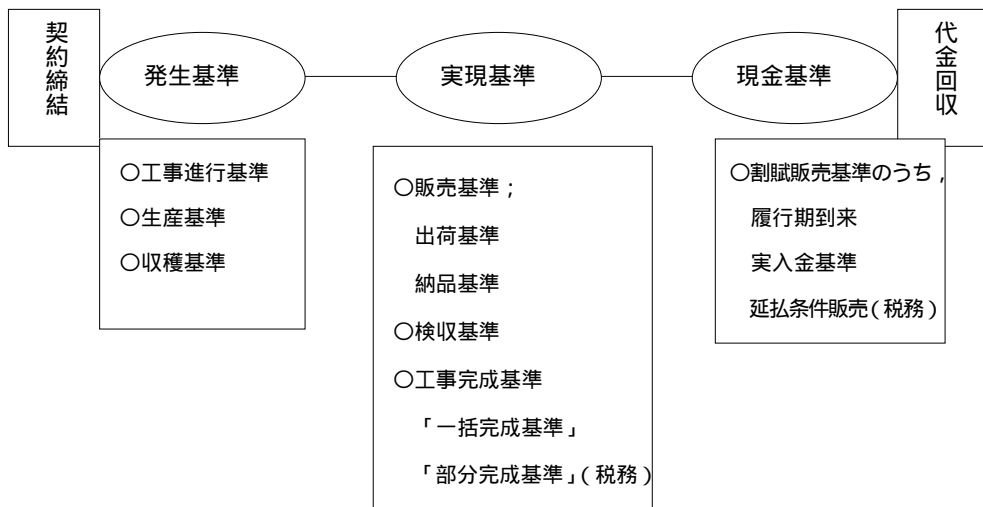 契約締結
発生基準
実現基準
現金基準
代金回収
○工事進行基準
○生産基準
○収穫基準
○販売基準；
出荷基準
納品基準
○検収基準
○工事完成基準
「一括完成基準」
「部分完成基準」（税務）
○割賦販売基準のうち，
履行期到来
実入金基準
延払条件販売（税務）